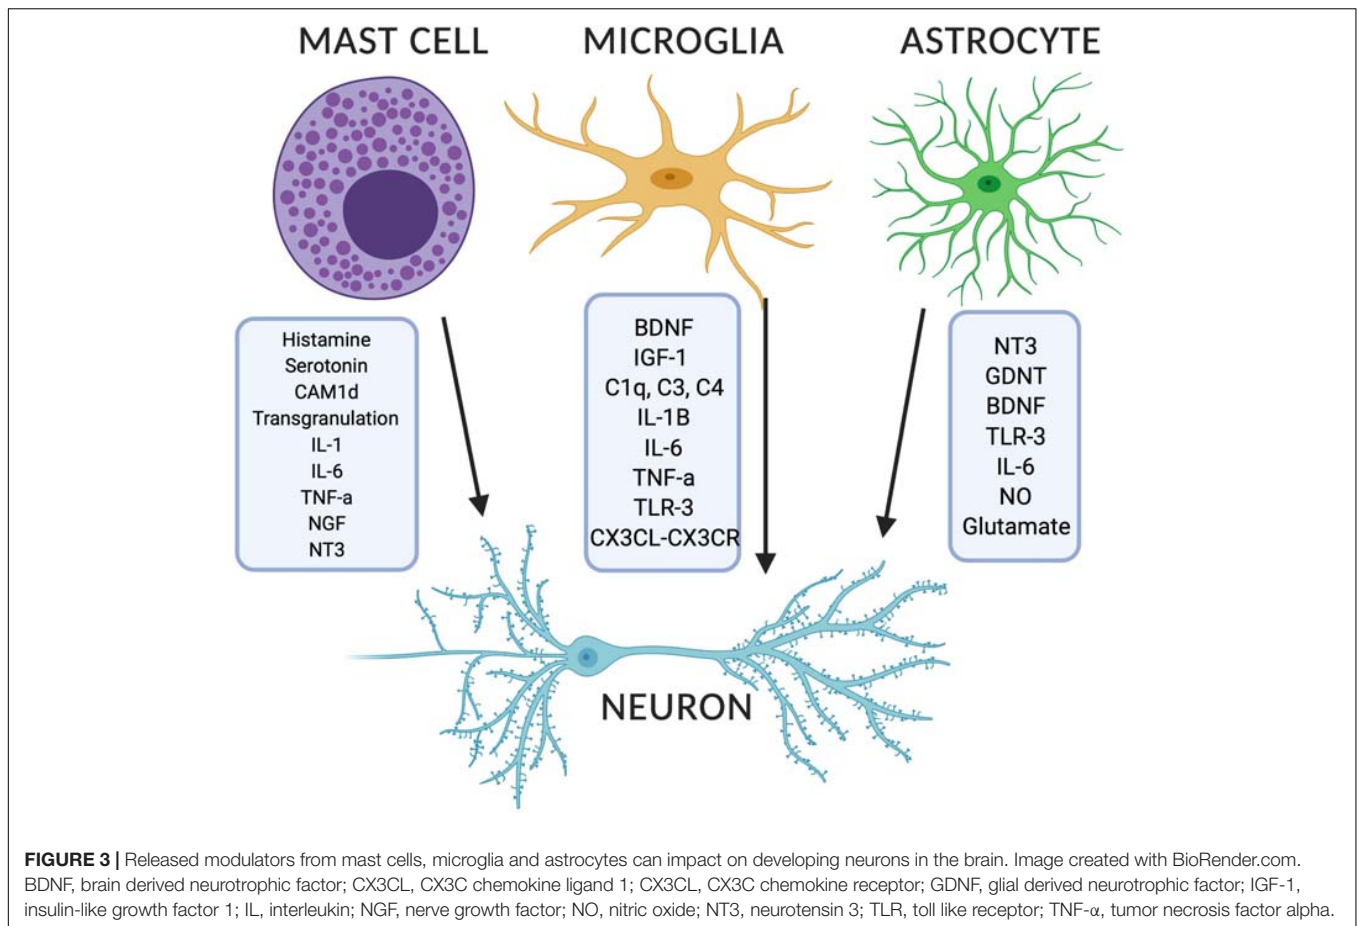 MAST CELL
MICROGLIA
ASTROCYTE
Histamine
Serotonin
CAM1d
Transgranulation
IL-1
IL-6
TNF-a
NGF
NT3
BDNF
IGF-1
C1q, C3, C4
IL-1B
IL-6
TNF-a
TLR-3
CX3CL-CX3CR
NT3
GDNT
BDNF
TLR-3
IL-6
NO
Glutamate
NEURON
FIGURE 3 | Released modulators from mast cells, microglia and astrocytes can impact on developing neurons in the brain. Image created with BioRender.com.
BDNF, brain derived neurotrophic factor; CX3CL, CX3C chemokine ligand 1; CX3CL, CX3C chemokine receptor; GDNF, glial derived neurotrophic factor; IGF-1,
insulin-like growth factor 1; IL, interleukin; NGF, nerve growth factor; NO, nitric oxide; NT3, neurotensin 3; TLR, toll like receptor; TNF-α, tumor necrosis factor alpha.